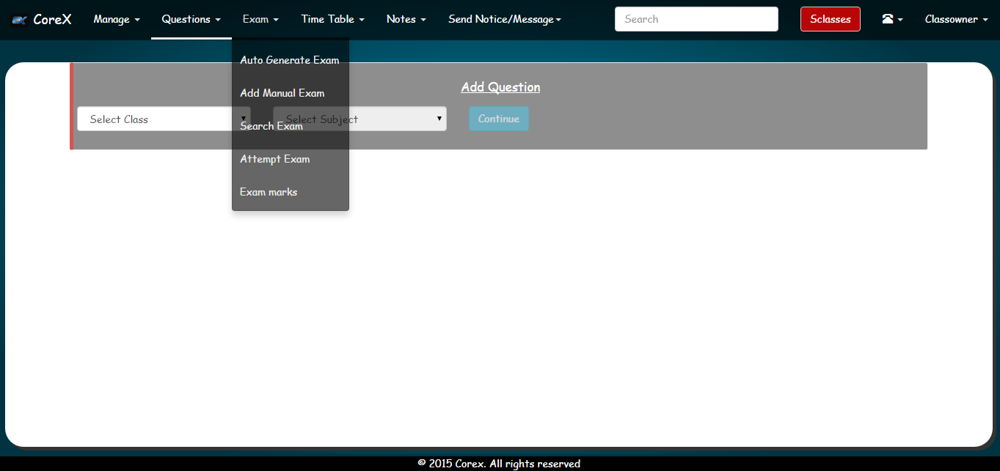 CoreX Manage Questions Exam Time Table Notes Send Notice/Message Search Sclasses Classowner
Auto Generate Exam
Add Question
Add Manual Exam
Select Class Select Subject Continue
Search Exam
Attempt Exam
Exam marks
© 2015 Corex. All rights reserved